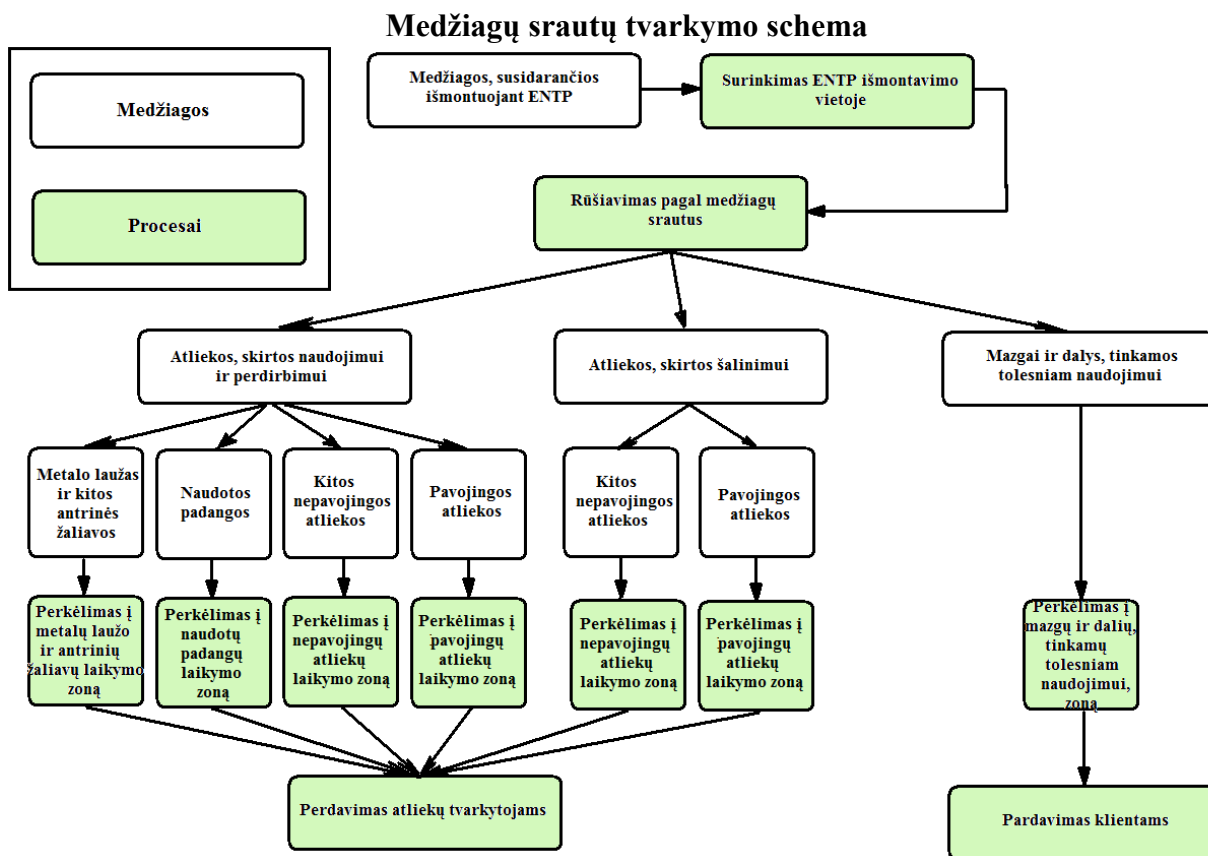 Medžiagų srautų tvarkymo schema
Medžiagos
Procesai
Medžiagos, susidarančios
išmontuojant ENTP
Surinkimas ENTP išmontavimo
vietoje
Rūšiavimas pagal medžiagų
srautus
Atliekos, skirtos naudojimui
ir perdirbimui
Atliekos, skirtos šalinimui
Mazgai ir dalys, tinkamos
tolesniam naudojimui
Metalo laužas
ir kitos
antrinės
žaliavos
Naudotos
padangos
Kitos
nepavojingos
atliekos
Pavojingos
atliekos
Kitos
nepavojingos
atliekos
Pavojingos
atliekos
Perkėlimas į
metalų laužo
ir antrinių
žaliavų laikymo
zoną
Perkėlimas į
naudotų
padangų
laikymo
zoną
Perkėlimas į
nepavojingų
atliekų
laikymo zoną
Perkėlimas į
pavojingų
atliekų
laikymo zoną
Perkėlimas į
nepavojingų
atliekų
laikymo zoną
Perkėlimas į
pavojingų
atliekų
laikymo zoną
Perkėlimas į
mazgų ir dalių,
tinkamų
tolesniam
naudojimui,
zoną
Perdavimas atliekų tvarkytojams
Pardavimas klientams